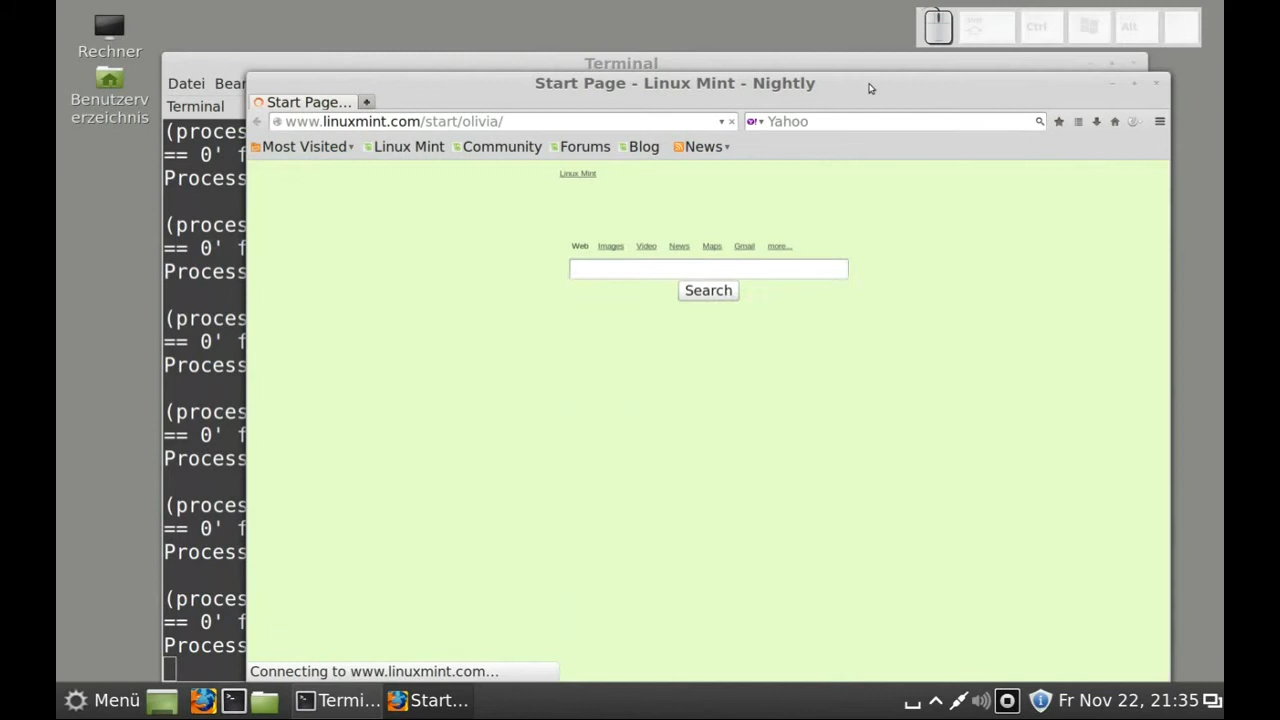 Rechner
Benutzerv
erzeichnis
Ctrl
Alt
Terminal
Datei Bear
Terminal
Start Page - Linux Mint - Nightly
Start Page...
www.linuxmint.com/start/olivia/
Yahoo
Most Visited
Linux Mint
Community
Forums
Blog
News
Linux Mint
Web Images Video News Maps Gmail more...
Search
(proces
== 0' f
Process
(proces
== 0' f
Process
(proces
== 0' f
Process
(proces
== 0' f
Process
(proces
== 0' f
Process
(proces
== 0' f
Process
Connecting to www.linuxmint.com...
Menü
Termi...
Start...
Fr Nov 22, 21:35